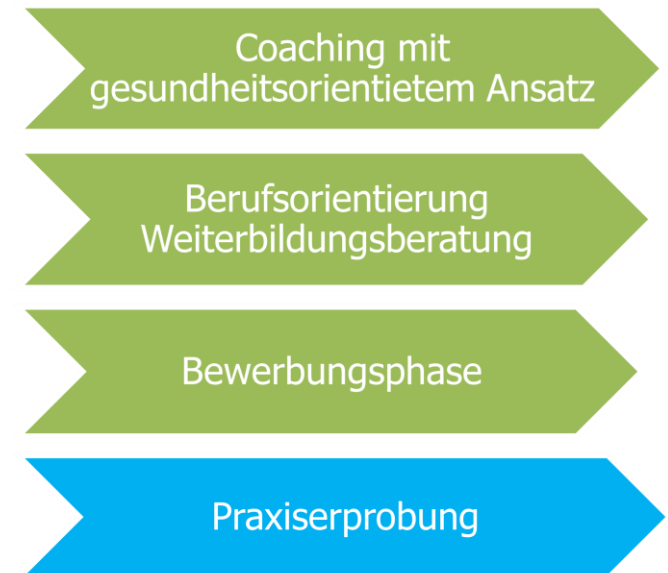 Coaching mit
gesundheitsorientietem Ansatz
Berufsorientierung
Weiterbildungsberatung
Bewerbungsphase
Praxiserprobung